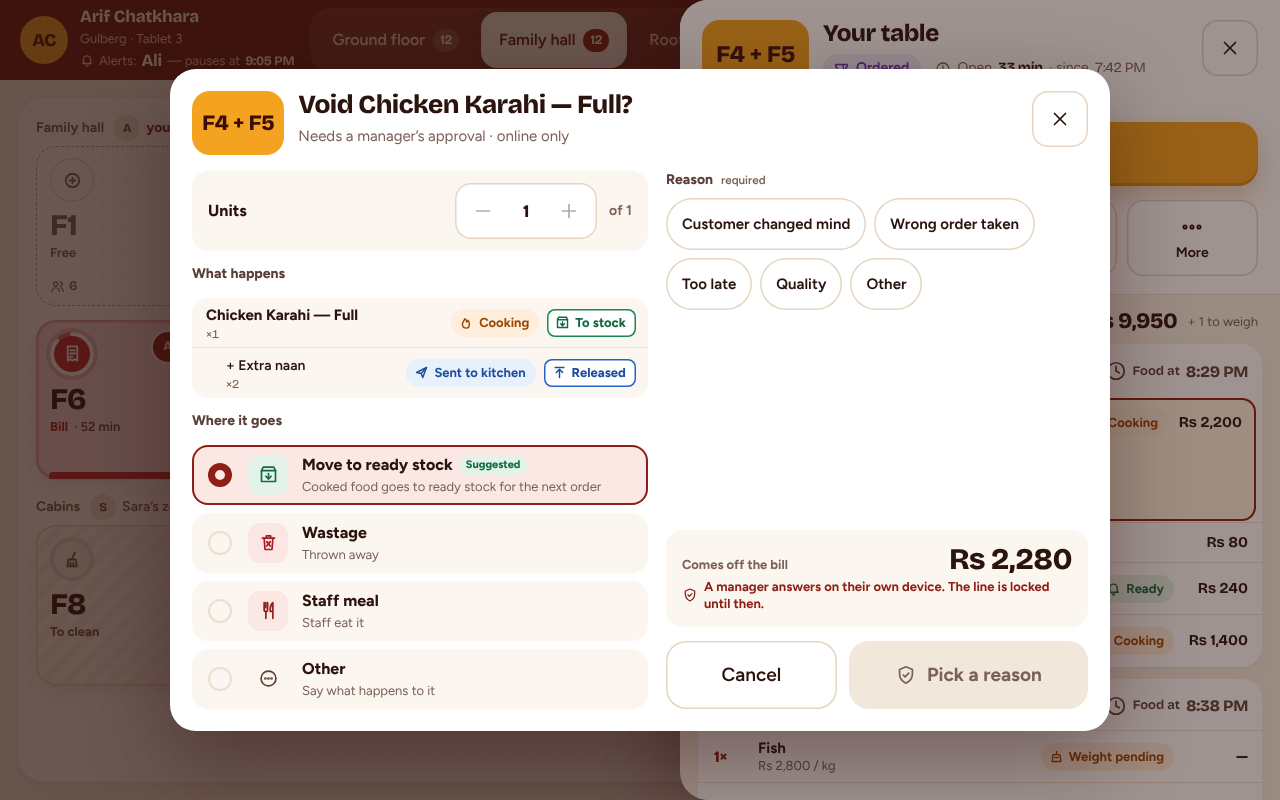 Arif Chatkhara
AC
Gulberg · Tablet 3
Alerts: Ali — pauses at 9:05 PM
Ground floor 12
Family hall 12
F4 + F5
Your table
Ordered
Open 33 min · since 7:42 PM
Family hall A
F1
Free
6
F6
Bill · 52 min
Cabins S Sara's
F8
To clean
F4 + F5
Void Chicken Karahi — Full?
Needs a manager's approval · online only
Units
1
of 1
What happens
Chicken Karahi — Full
×1
Cooking
To stock
+ Extra naan
×2
Sent to kitchen
Released
Where it goes
Move to ready stock Suggested
Cooked food goes to ready stock for the next order
Wastage
Thrown away
Staff meal
Staff eat it
Other
Say what happens to it
Reason required
Customer changed mind
Wrong order taken
Too late
Quality
Other
Comes off the bill
Rs 2,280
A manager answers on their own device. The line is locked
until then.
Cancel
Pick a reason
More
9,950 + 1 to weigh
Food at 8:29 PM
Cooking Rs 2,200
Rs 80
Ready Rs 240
Cooking Rs 1,400
Food at 8:38 PM
1× Fish
Rs 2,800 / kg
Weight pending
–